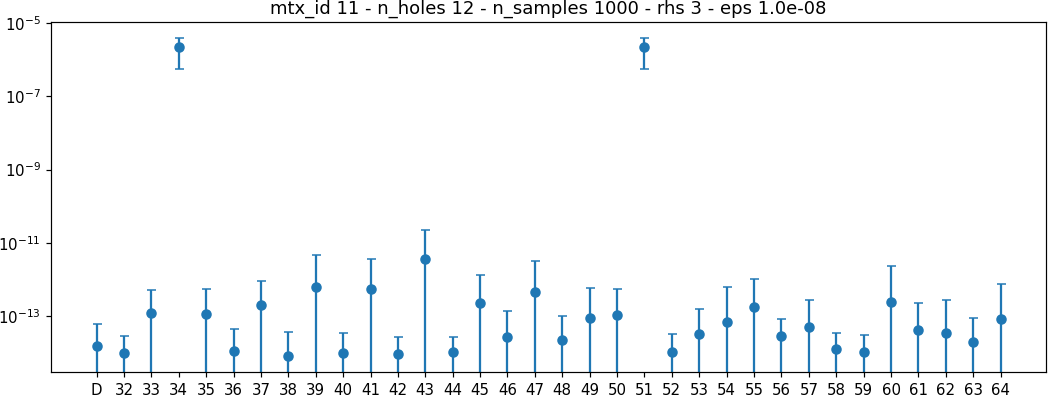 mtx_id 11 - n_holes 12 - n_samples 1000 - rhs 3 - eps 1.0e-08
10⁻⁵
10⁻⁷
10⁻⁹
10⁻¹¹
10⁻¹³
D 32 33 34 35 36 37 38 39 40 41 42 43 44 45 46 47 48 49 50 51 52 53 54 55 56 57 58 59 60 61 62 63 64